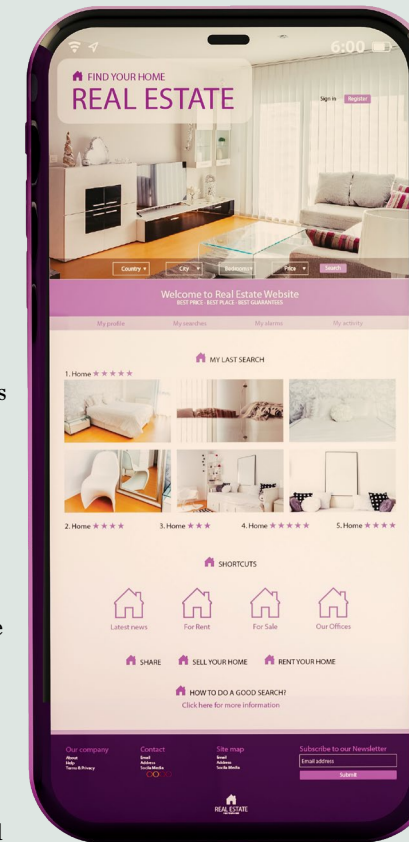 6:00
FIND YOUR HOME
REAL ESTATE
Sign in Register
Country City Bedrooms Price Search
Welcome to Real Estate Website
BEST PRICE · BEST PLACE · BEST GUARANTEES
My profile My searches My alarms My activity
MY LAST SEARCH
1. Home ★★★★★
2. Home ★★★★ 3. Home ★★★ 4. Home ★★★★★ 5. Home ★★★★
SHORTCUTS
Latest news For Rent For Sale Our Offices
SHARE SELL YOUR HOME RENT YOUR HOME
HOW TO DO A GOOD SEARCH?
Click here for more information
Our company Contact Site map Subscribe to our Newsletter
About Email Email Email address
Help Address Address
Terms & Privacy Socila Media Socila Media Submit
REAL ESTATE
s
e
l